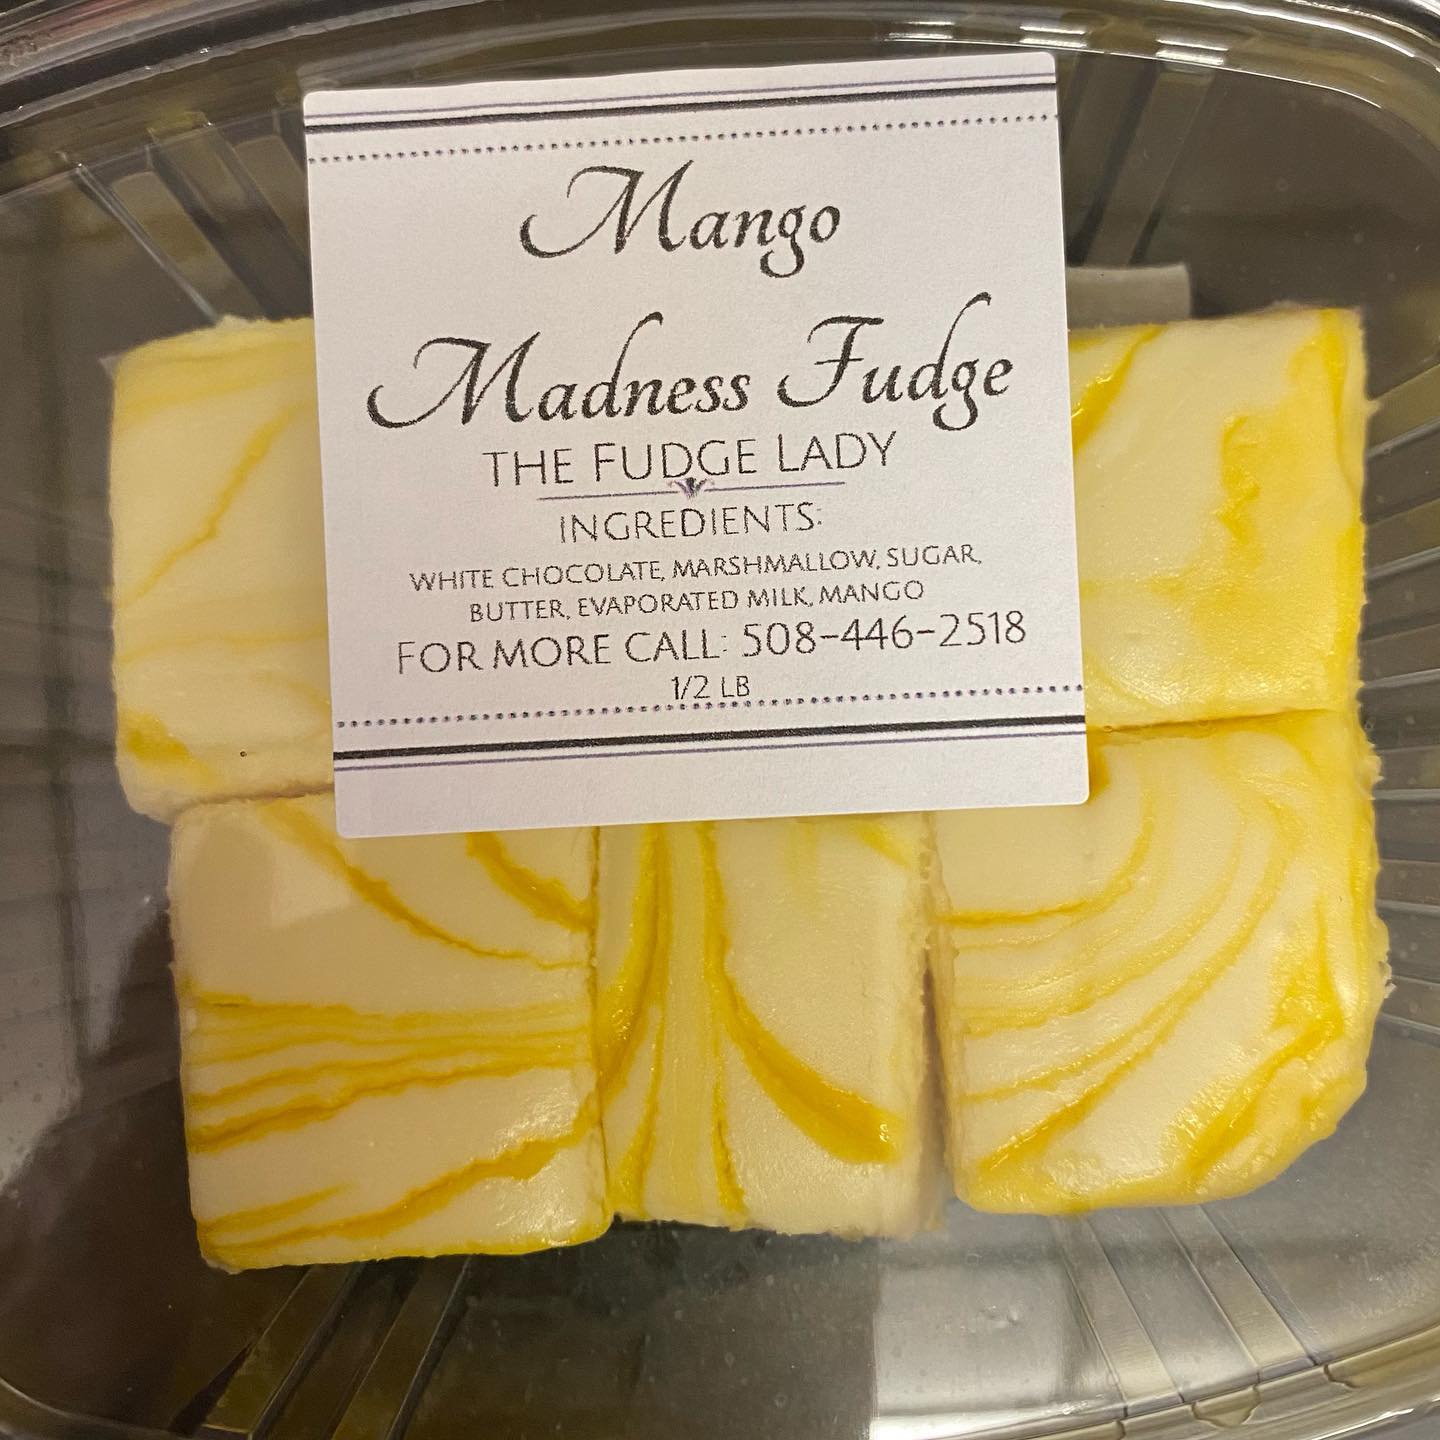 Mango
Madness Fudge
THE FUDGE LADY
INGREDIENTS:
WHITE CHOCOLATE, MARSHMALLOW, SUGAR,
BUTTER, EVAPORATED MILK, MANGO
FOR MORE CALL: 508-446-2518
1/2 LB